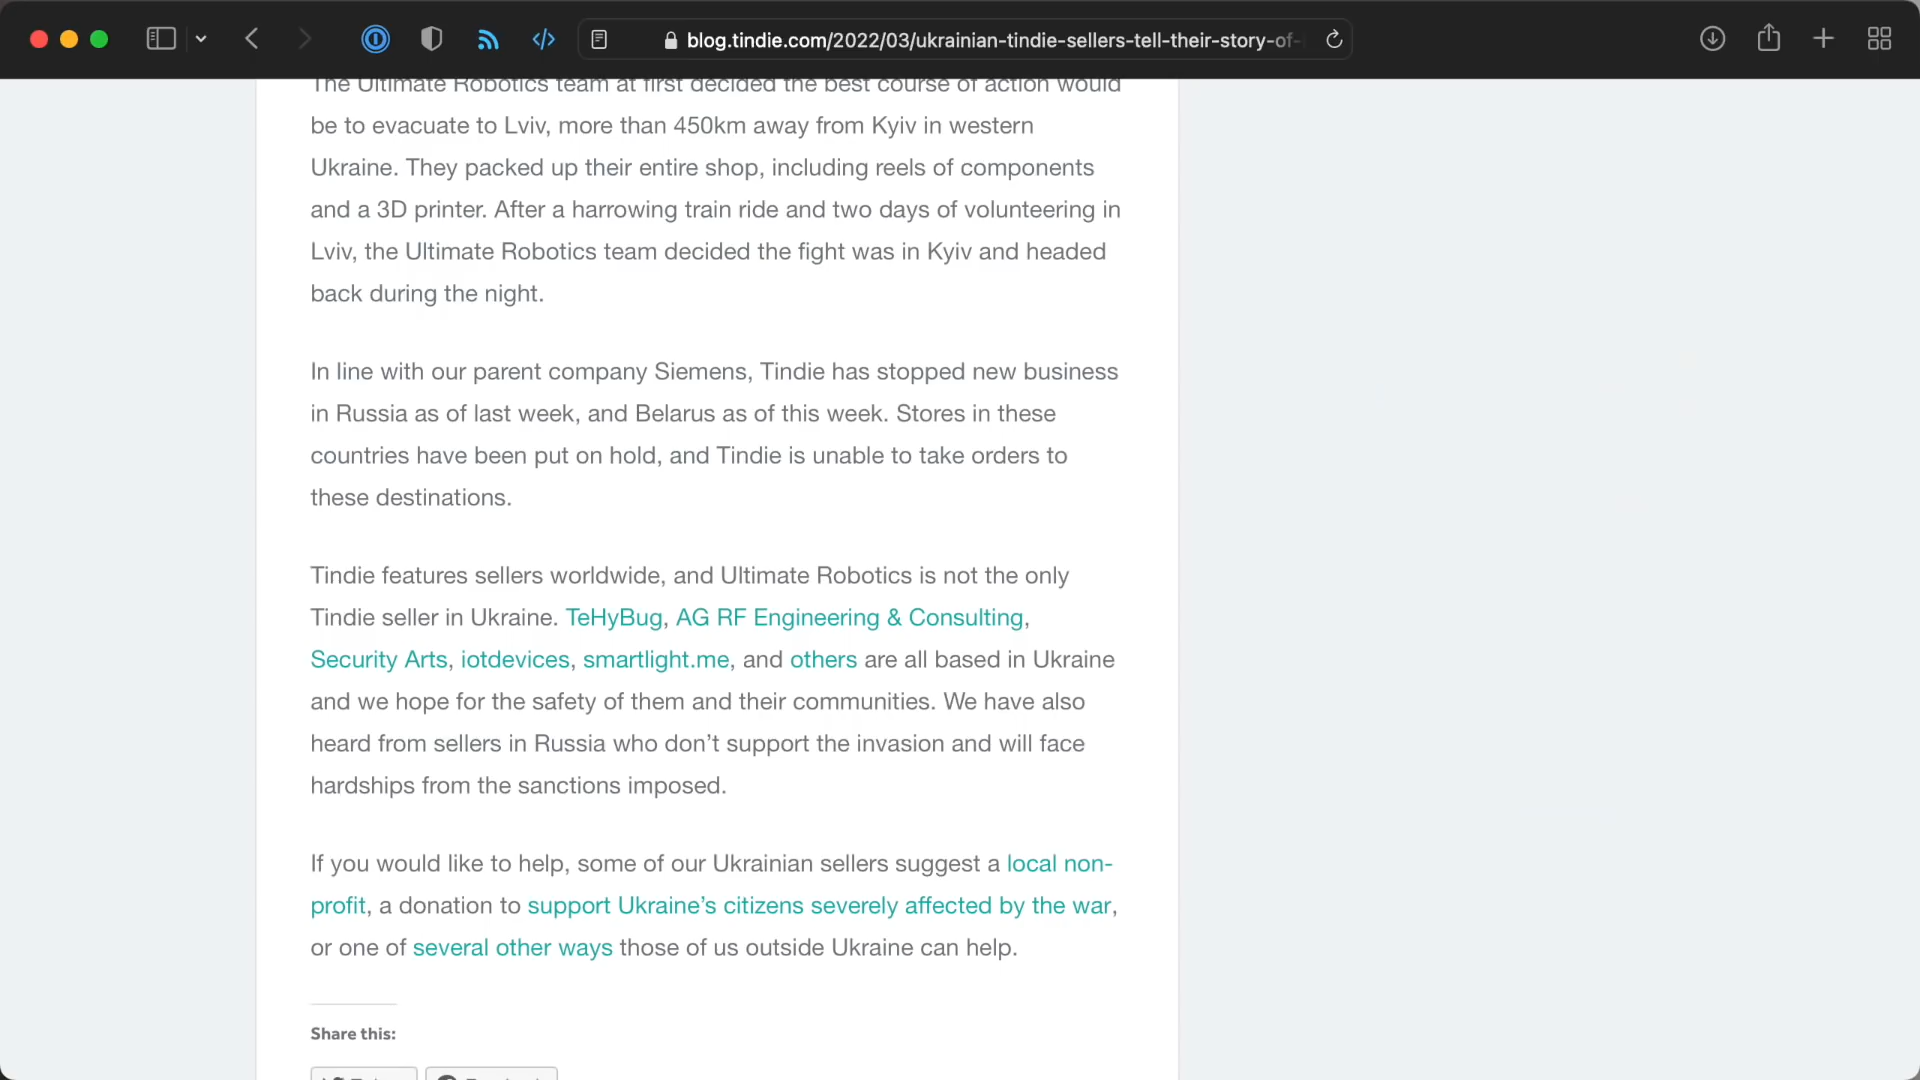 blog.tindie.com/2022/03/ukrainian-tindie-sellers-tell-their-story-of-
The Ultimate Robotics team at first decided the best course of action would
be to evacuate to Lviv, more than 450km away from Kyiv in western
Ukraine. They packed up their entire shop, including reels of components
and a 3D printer. After a harrowing train ride and two days of volunteering in
Lviv, the Ultimate Robotics team decided the fight was in Kyiv and headed
back during the night.
In line with our parent company Siemens, Tindie has stopped new business
in Russia as of last week, and Belarus as of this week. Stores in these
countries have been put on hold, and Tindie is unable to take orders to
these destinations.
Tindie features sellers worldwide, and Ultimate Robotics is not the only
Tindie seller in Ukraine. TeHyBug, AG RF Engineering & Consulting,
Security Arts, iotdevices, smartlight.me, and others are all based in Ukraine
and we hope for the safety of them and their communities. We have also
heard from sellers in Russia who don’t support the invasion and will face
hardships from the sanctions imposed.
If you would like to help, some of our Ukrainian sellers suggest a local non-
profit, a donation to support Ukraine’s citizens severely affected by the war,
or one of several other ways those of us outside Ukraine can help.
Share this: